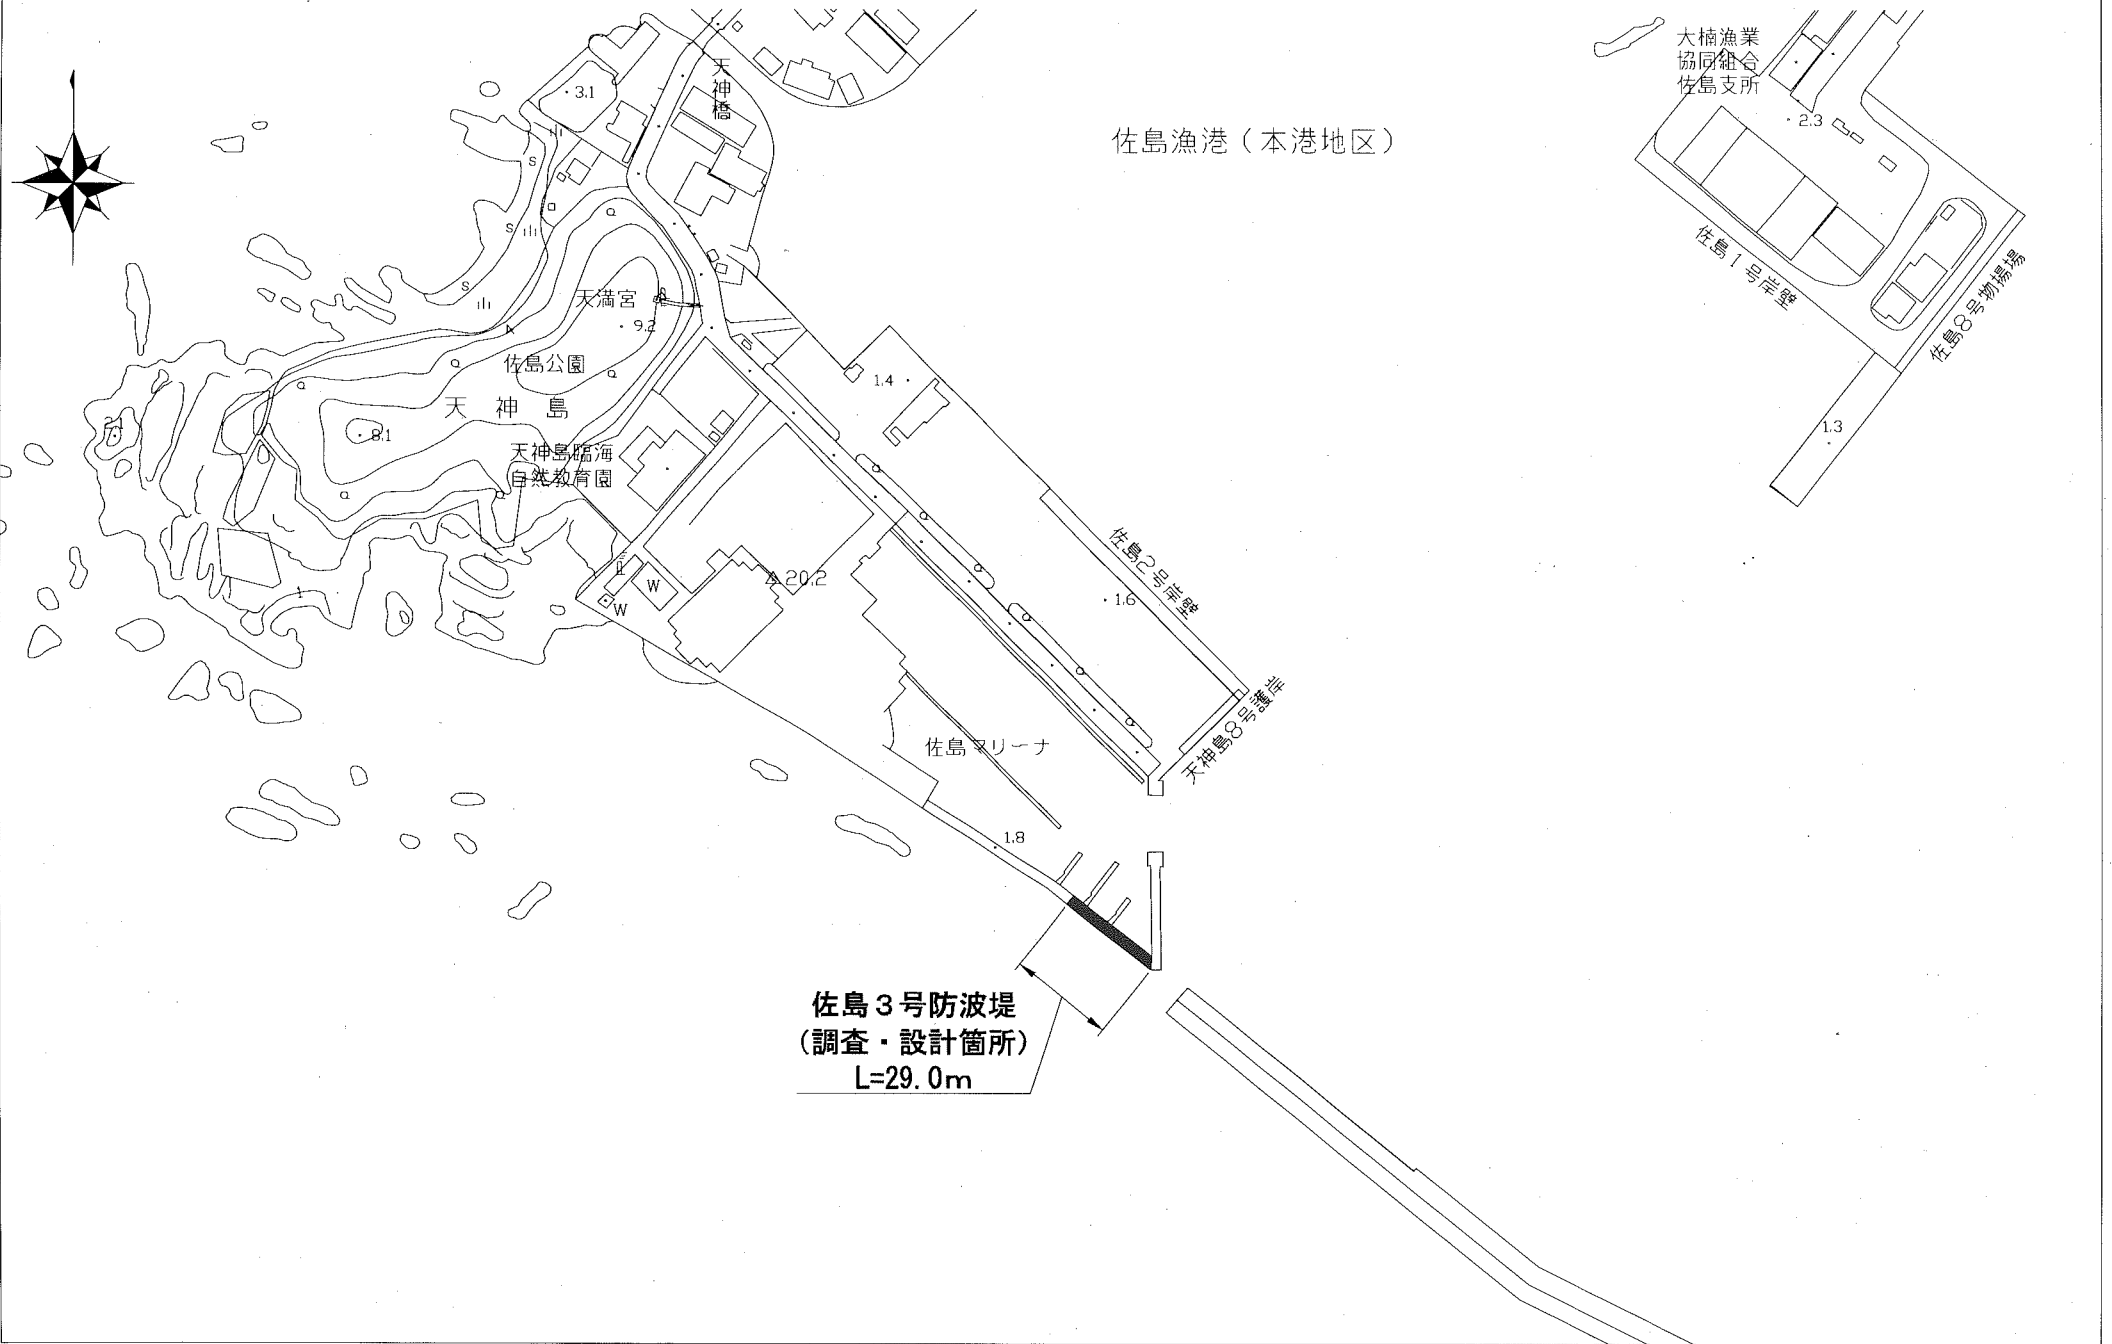 大楠漁業
協同組合
佐島支所
天神橋
3.1
2.3
佐島漁港（本港地区）
S
S
S
佐島1号岸壁
佐島8号物揚場
天満宮
9.2
佐島公園
1.4
天神島
8.1
2.1
1.3
天神島臨海
自然教育園
佐島2号岸壁
20.2
W
W
1.6
天神島8号護岸
佐島マリーナ
1.8
佐島３号防波堤
（調査・設計箇所）
L=29.0m